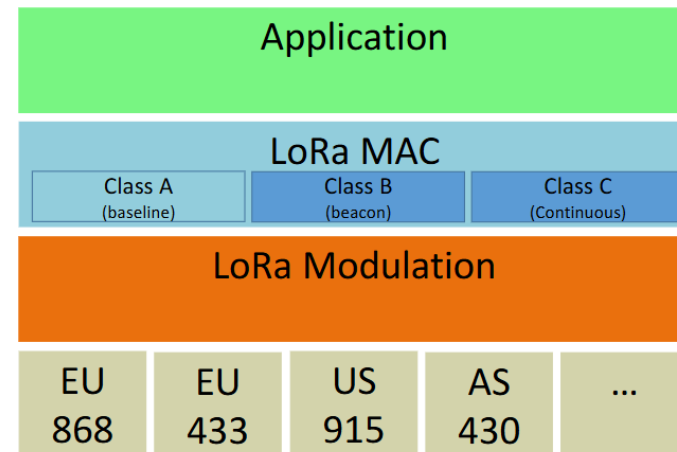 Application
LoRa MAC
Class A Class B Class C
(baseline) (beacon) (Continuous)
LoRa Modulation
EU EU US AS ...
868 433 915 430